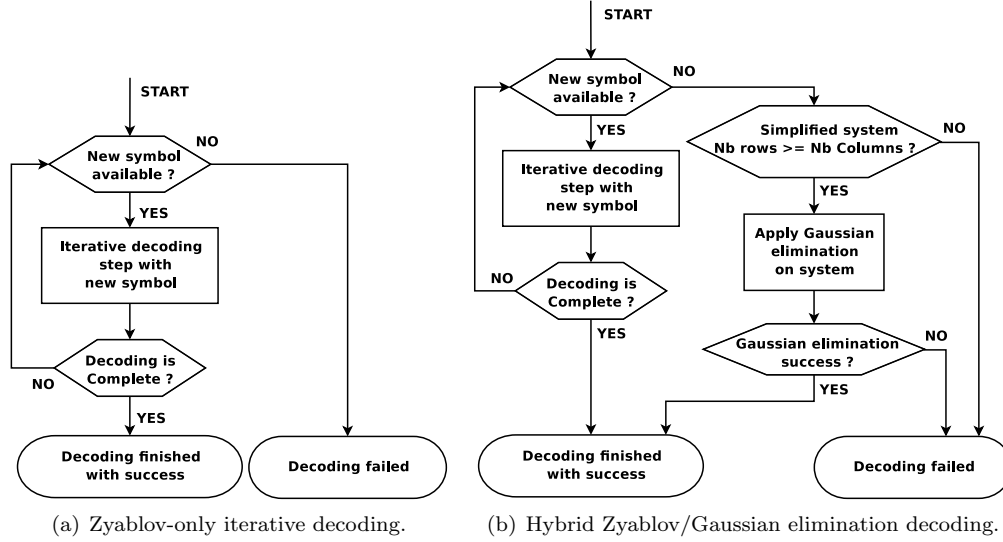 START
New symbol
available ?
NO
YES
Iterative decoding
step with
new symbol
Decoding is
Complete ?
NO
YES
Decoding finished
with success
Decoding failed
(a) Zyablov-only iterative decoding.
START
New symbol
available ?
NO
YES
Iterative decoding
step with
new symbol
Decoding is
Complete ?
NO
YES
Simplified system
Nb rows >= Nb Columns ?
NO
YES
Apply Gaussian
elimination
on system
Gaussian elimination
success ?
NO
YES
Decoding finished
with success
Decoding failed
(b) Hybrid Zyablov/Gaussian elimination decoding.